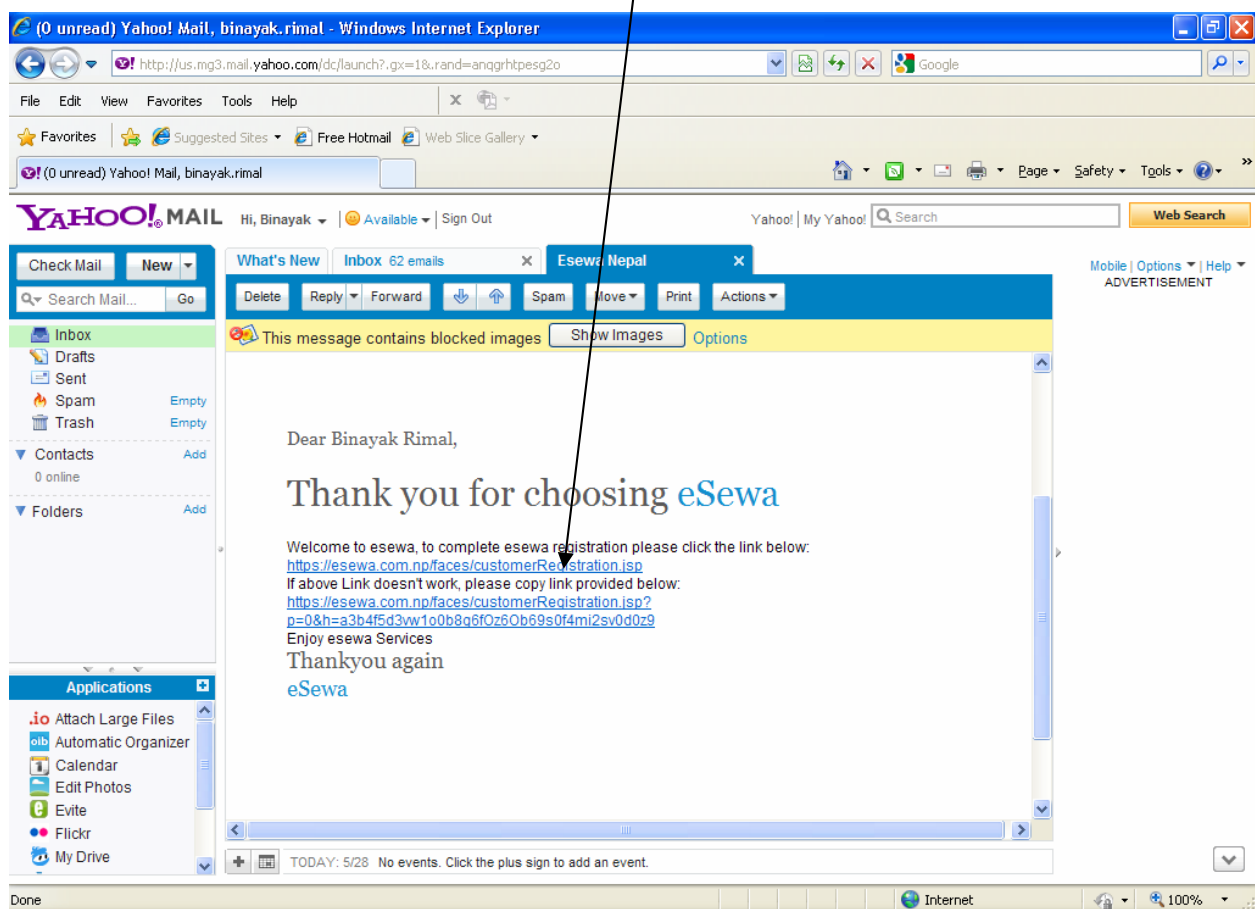 (0 unread) Yahoo! Mail, binayak.rimal - Windows Internet Explorer
http://us.mg3.mail.yahoo.com/dc/launch?.gx=1&.rand=anqgrhtpesg2o
Google
File Edit View Favorites Tools Help
Favorites Suggested Sites Free Hotmail Web Slice Gallery
(0 unread) Yahoo! Mail, binayak.rimal
Page Safety Tools
YAHOO! MAIL Hi, Binayak Available Sign Out Yahoo! My Yahoo! Search Web Search
Check Mail New
What's New Inbox 62 emails Esewa Nepal
Mobile | Options | Help
ADVERTISEMENT
Search Mail... Go
Delete Reply Forward Spam Move Print Actions
This message contains blocked images Show Images Options
Inbox
Drafts
Sent
Spam Empty
Trash Empty
Contacts Add
0 online
Folders Add
Dear Binayak Rimal,
Thank you for choosing eSewa
Welcome to esewa, to complete esewa registration please click the link below:
https://esewa.com.np/faces/customerRegistration.jsp
If above Link doesn't work, please copy link provided below:
https://esewa.com.np/faces/customerRegistration.jsp?
p=0&h=a3b4f5d3vw1o0b8q6fOz6Ob69s0f4mi2sv0d0z9
Enjoy esewa Services
Thankyou again
eSewa
Applications
.io Attach Large Files
oib Automatic Organizer
Calendar
Edit Photos
Evite
Flickr
My Drive
TODAY: 5/28 No events. Click the plus sign to add an event.
Done Internet 100%